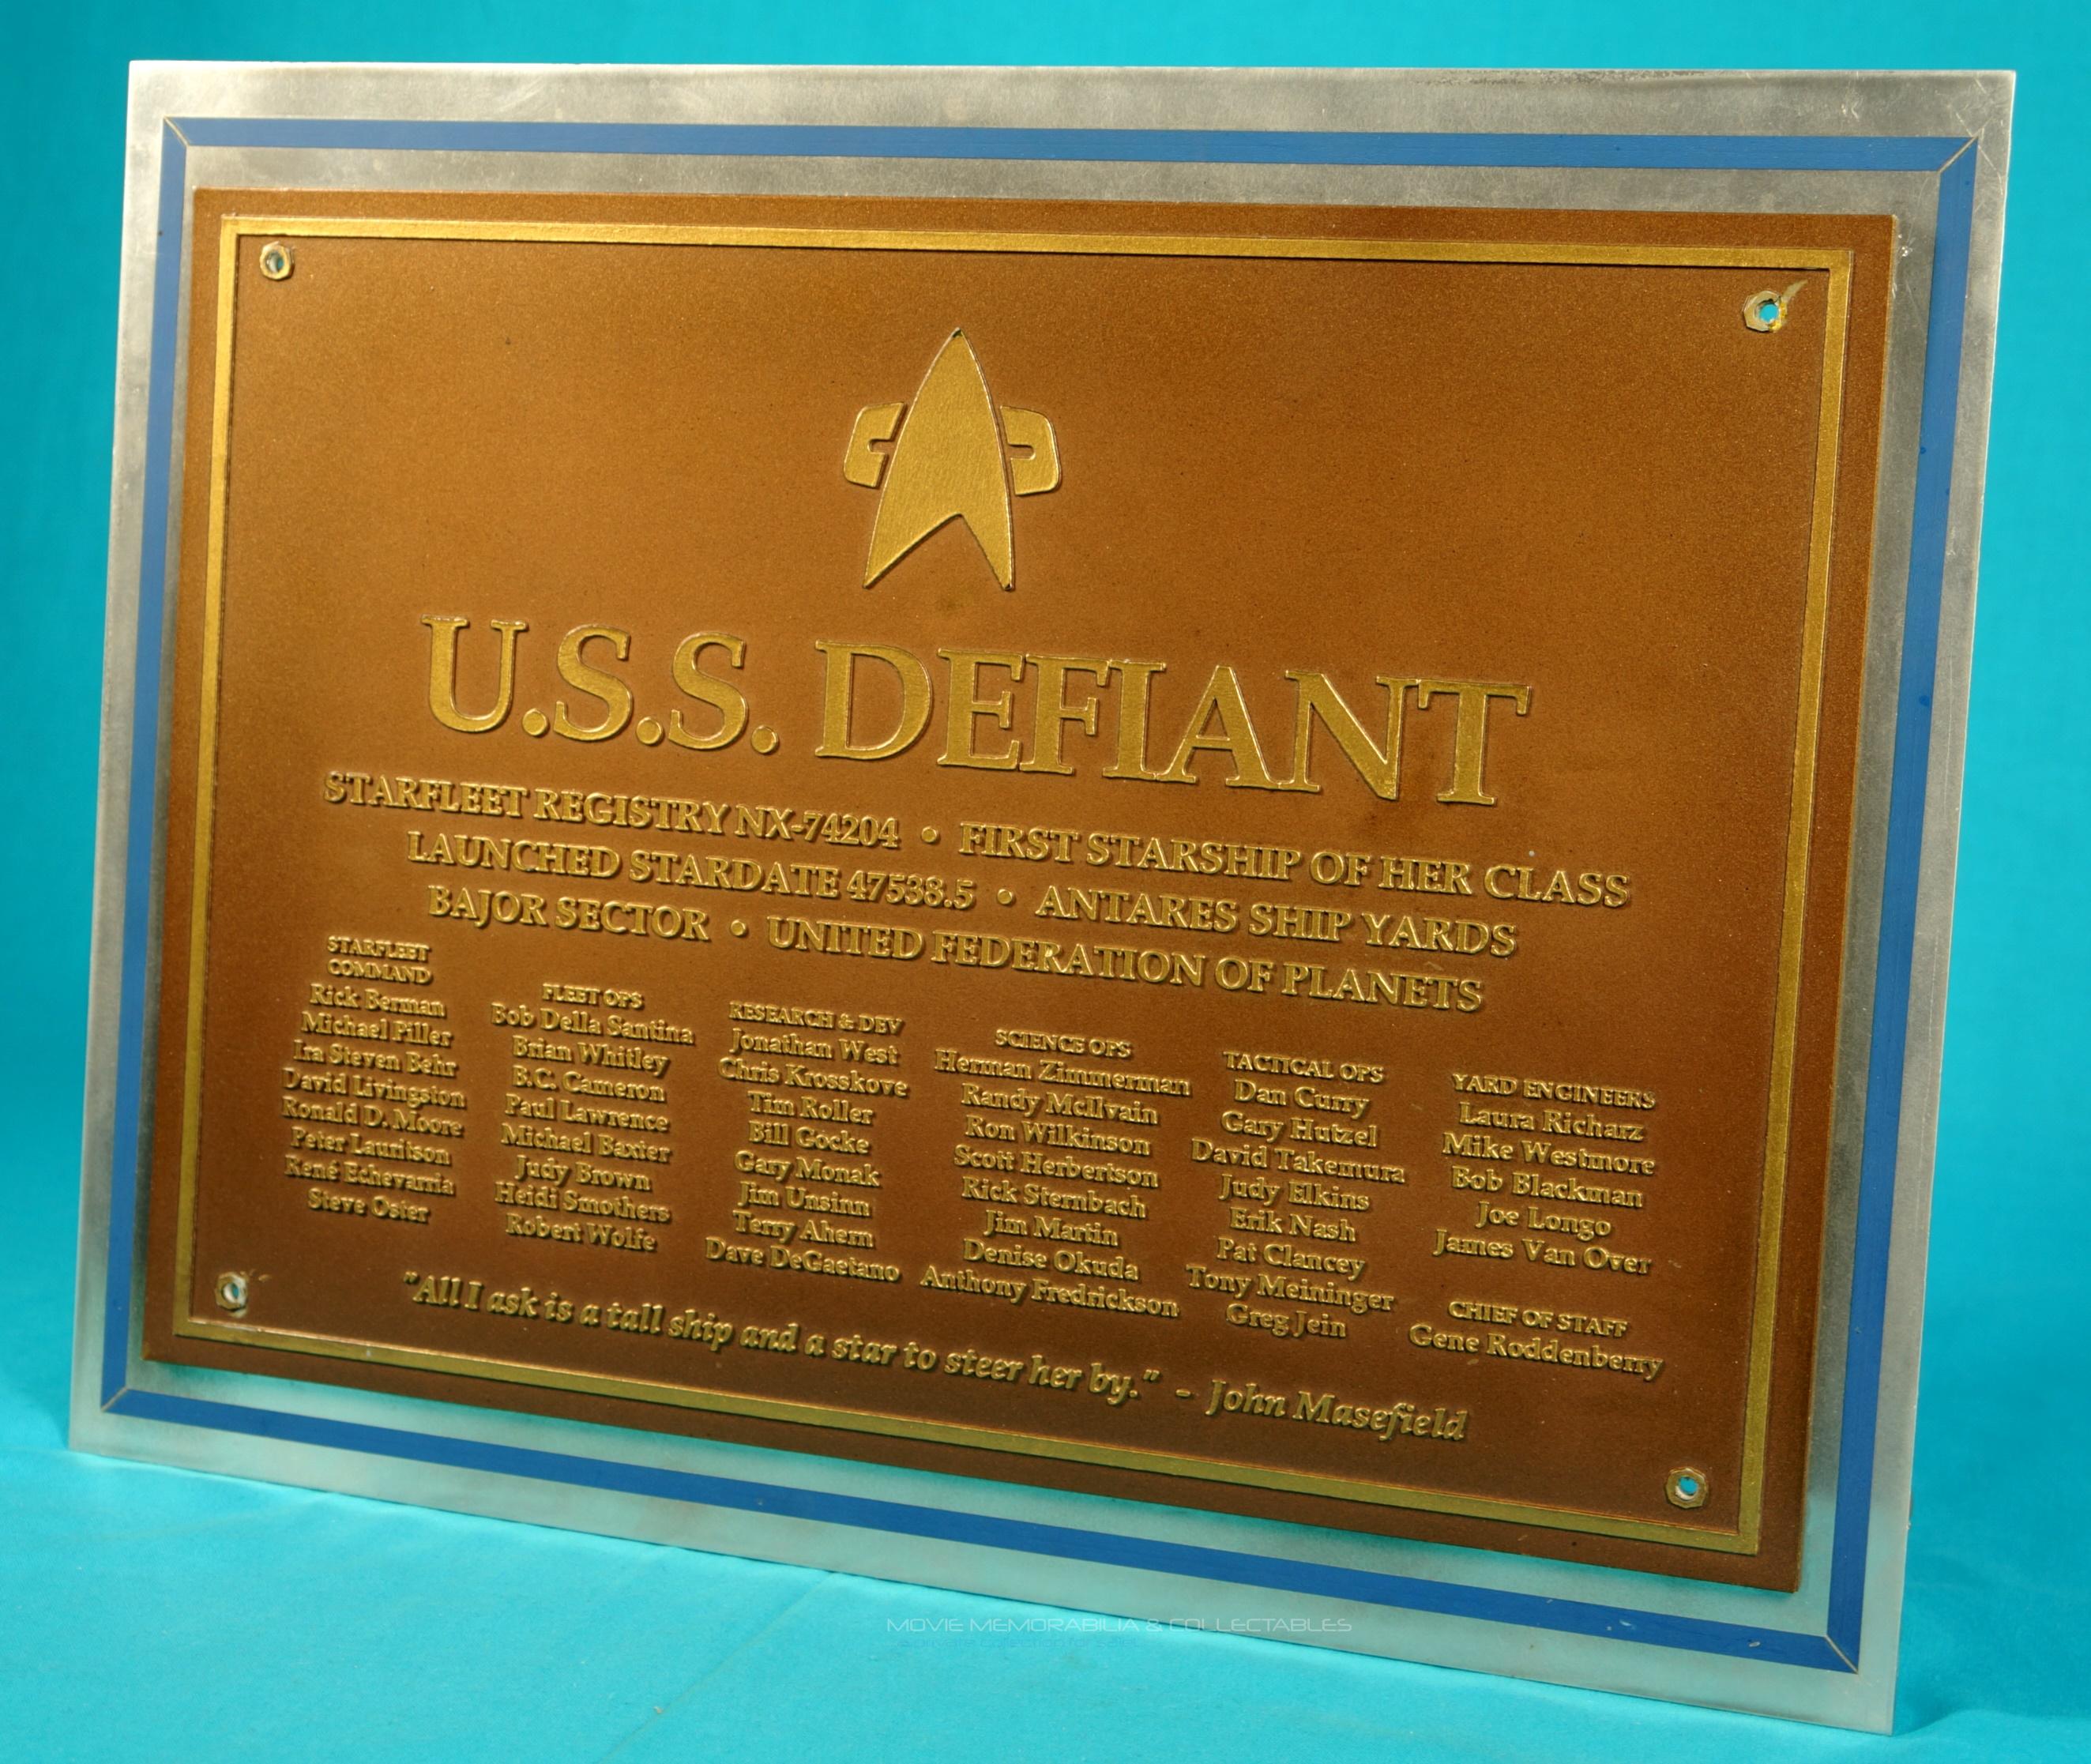 U.S.S. DEFIANT
STARFLEET REGISTRY NX-74204 • FIRST STARSHIP OF HER CLASS
LAUNCHED STARDATE 47538.5 • ANTARES SHIP YARDS
BAJOR SECTOR • UNITED FEDERATION OF PLANETS
STARFLEET
COMMAND
Rick Berman
Michael Piller
Ira Steven Behr
David Livingston
Ronald D. Moore
Peter Lauritson
René Echevarria
Steve Oster
FLEET OPS
Bob Della Santina
Brian Whitley
B.C. Cameron
Paul Lawrence
Michael Baxter
Judy Brown
Heidi Smothers
Robert Wolfe
RESEARCH & DEV
Jonathan West
Chris Krosskove
Tim Roller
Bill Gocke
Gary Monak
Jim Unsinn
Terry Ahern
Dave DeGaetano
SCIENCE OPS
Herman Zimmerman
Randy McIlvain
Ron Wilkinson
Scott Herbertson
Rick Sternbach
Jim Martin
Denise Okuda
Anthony Fredrickson
TACTICAL OPS
Dan Curry
Gary Hutzel
David Takemura
Judy Elkins
Erik Nash
Pat Clancey
Tony Meininger
Greg Jein
YARD ENGINEERS
Laura Richarz
Mike Westmore
Bob Blackman
Joe Longo
James Van Over
CHIEF OF STAFF
Gene Roddenberry
"All I ask is a tall ship and a star to steer her by." - John Masefield
MOVIE MEMORABILIA & COLLECTABLES